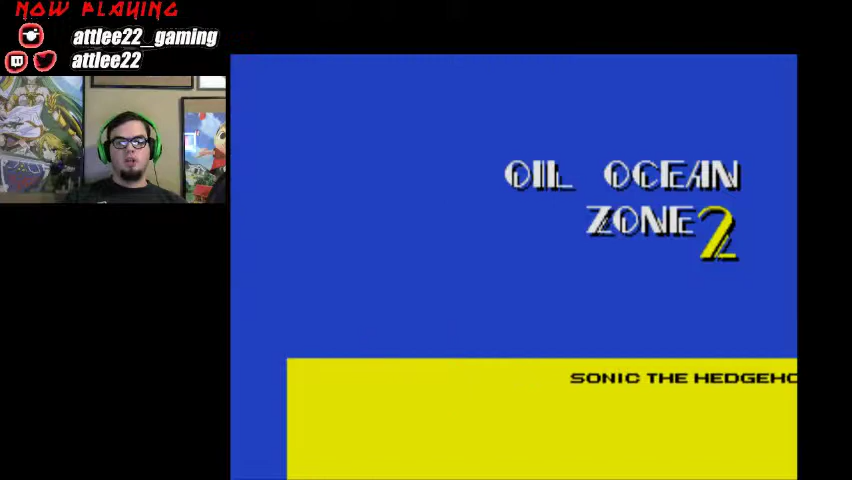 NOW PLAYING
attlee22_gaming
attlee22
OIL OCEAN
ZONE 2
SONIC THE HEDGEHO